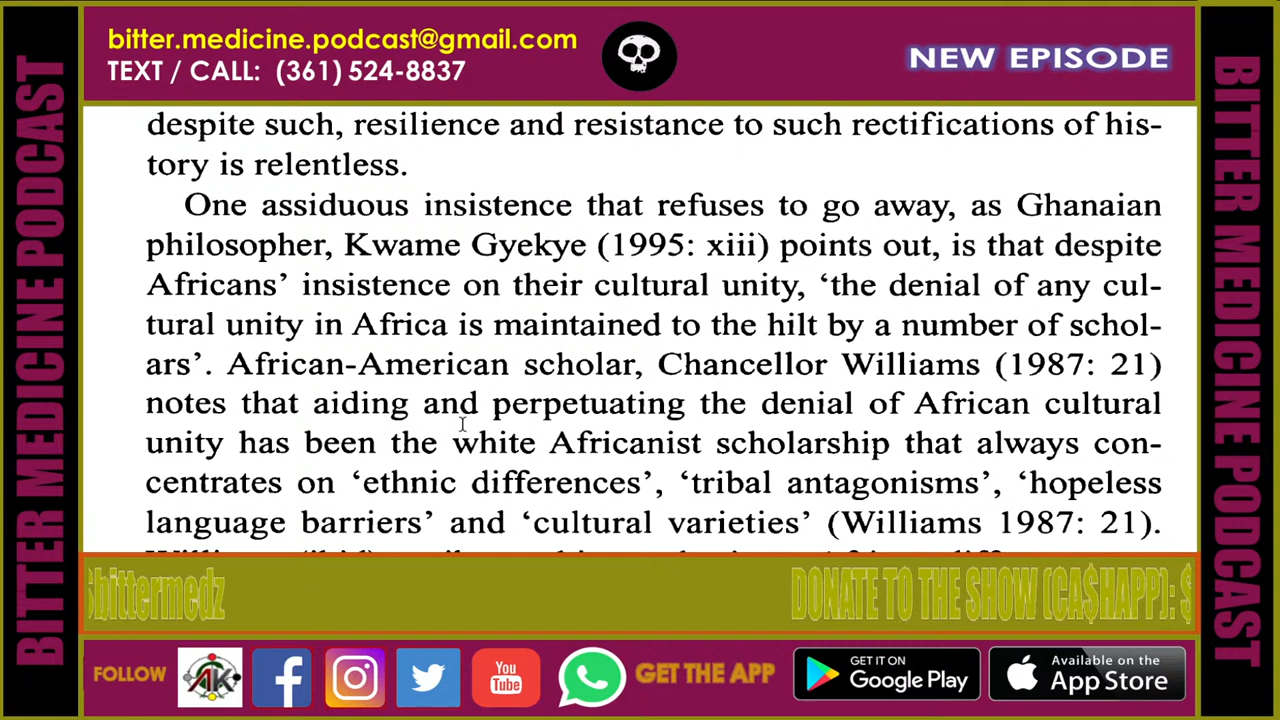 bitter.medicine.podcast@gmail.com
TEXT / CALL: (361) 524-8837
NEW EPISODE
BITTER MEDICINE PODCAST
despite such, resilience and resistance to such rectifications of his-
tory is relentless.
One assiduous insistence that refuses to go away, as Ghanaian
philosopher, Kwame Gyekye (1995: xiii) points out, is that despite
Africans' insistence on their cultural unity, 'the denial of any cul-
tural unity in Africa is maintained to the hilt by a number of schol-
ars'. African-American scholar, Chancellor Williams (1987: 21)
notes that aiding and perpetuating the denial of African cultural
unity has been the white Africanist scholarship that always con-
centrates on 'ethnic differences', 'tribal antagonisms', 'hopeless
language barriers' and 'cultural varieties' (Williams 1987: 21).
BITTER MEDICINE PODCAST
$bittermedz
DONATE TO THE SHOW (CA$HAPP): $
FOLLOW
You
Tube
GET THE APP
GET IT ON
Google Play
Available on the
App Store